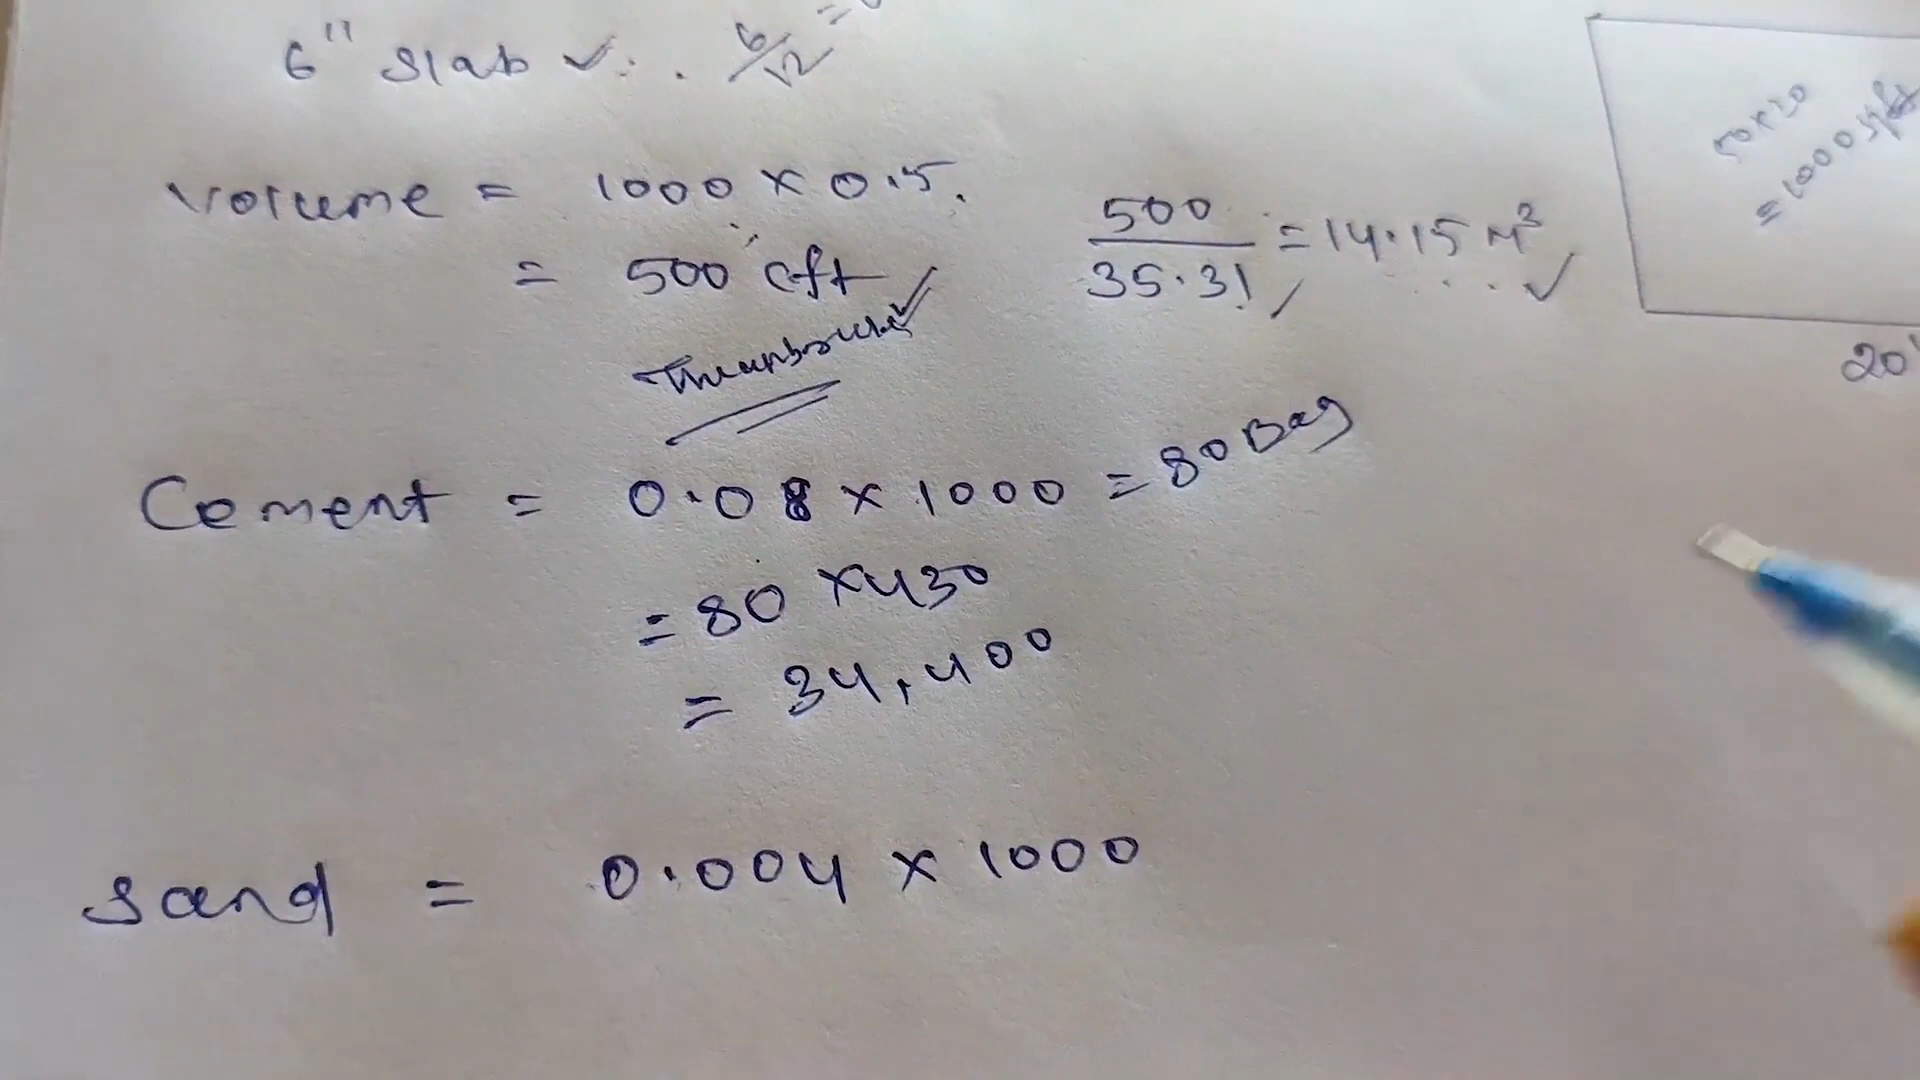 6" Slab ✓. . 6/12 =
50x20
= 1000 sft
Volume = 1000 x 0.5.
= 500 cft ✓
500/35.31 = 14.15 M³ ✓
20'
Thumbrule
Cement = 0.08 x 1000 = 80 Bag
= 80 x 430
= 34,400
Sand = 0.004 x 1000